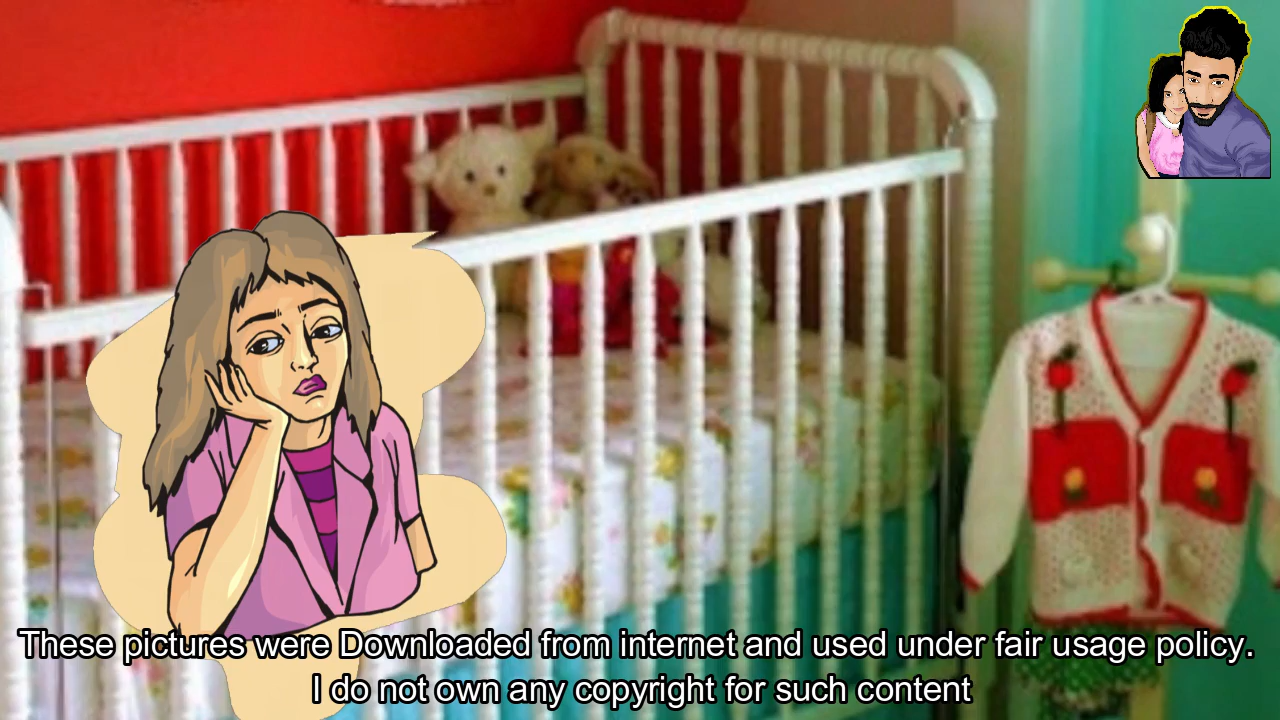 These pictures were Downloaded from internet and used under fair usage policy.
I do not own any copyright for such content